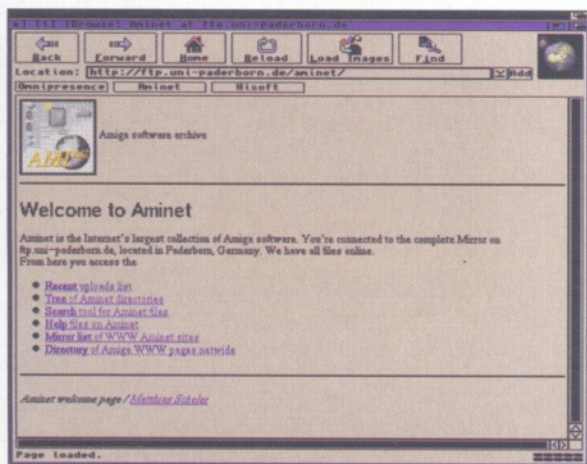 [1] IBrowse: Aminet at ftp.uni-paderborn.de
Back Forward Home Reload Load Images Find
Location: http://ftp.uni-paderborn.de/aminet/ Add
Omnipresence Aminet Hisoft
AMI
Amiga software archive
Welcome to Aminet
Aminet is the Internet's largest collection of Amiga software. You're connected to the complete Mirror on
ftp.uni-paderborn.de, located in Paderborn, Germany. We have all files online.
From here you access the
Recent uploads list
Tree of Aminet directories
Search tool for Aminet files
Help files on Aminet
Mirror list of WWW Aminet sites
Directory of Amiga WWW pages netwide
Aminet welcome page / Matthias Scheler
Page loaded.